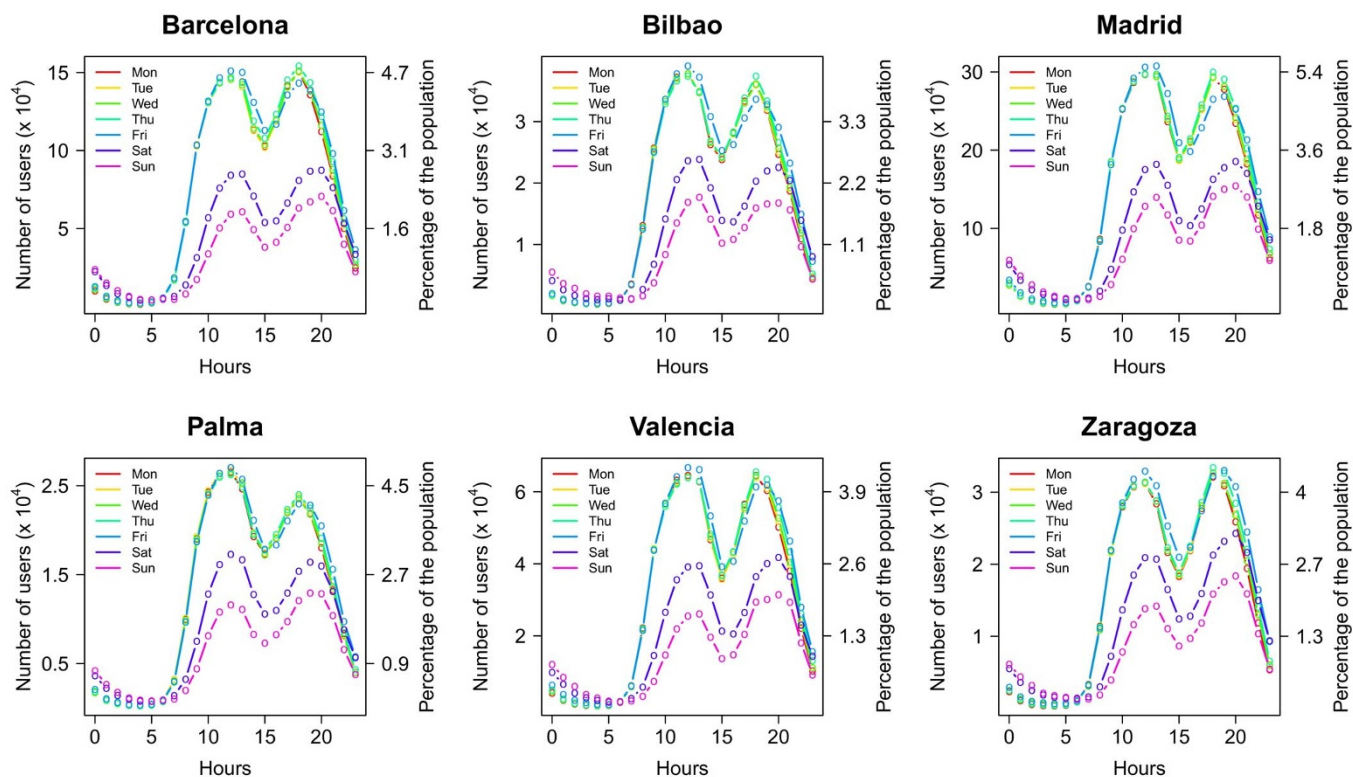 Barcelona
Number of users (x 10⁴)
15
10
5
Mon
Tue
Wed
Thu
Fri
Sat
Sun
4.7
3.1
1.6
Percentage of the population
0 5 10 15 20
Hours
Bilbao
Number of users (x 10⁴)
3
2
1
Mon
Tue
Wed
Thu
Fri
Sat
Sun
3.3
2.2
1.1
Percentage of the population
0 5 10 15 20
Hours
Madrid
Number of users (x 10⁴)
30
20
10
Mon
Tue
Wed
Thu
Fri
Sat
Sun
5.4
3.6
1.8
Percentage of the population
0 5 10 15 20
Hours
Palma
Number of users (x 10⁴)
2.5
1.5
0.5
Mon
Tue
Wed
Thu
Fri
Sat
Sun
4.5
2.7
0.9
Percentage of the population
0 5 10 15 20
Hours
Valencia
Number of users (x 10⁴)
6
4
2
Mon
Tue
Wed
Thu
Fri
Sat
Sun
3.9
2.6
1.3
Percentage of the population
0 5 10 15 20
Hours
Zaragoza
Number of users (x 10⁴)
3
2
1
Mon
Tue
Wed
Thu
Fri
Sat
Sun
4
2.7
1.3
Percentage of the population
0 5 10 15 20
Hours